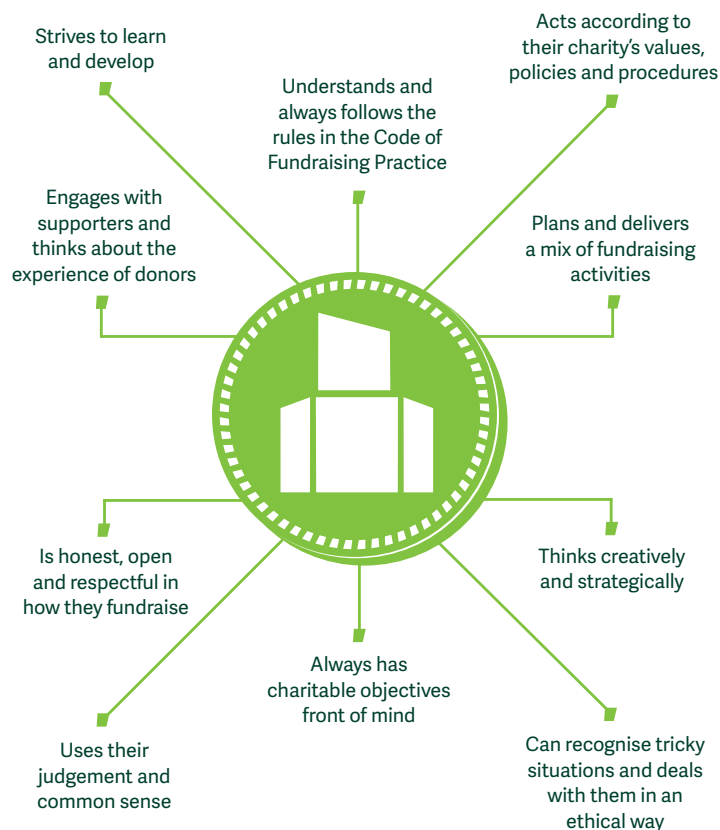 Strives to learn
and develop
Understands and
always follows the
rules in the Code of
Fundraising Practice
Acts according to
their charity’s values,
policies and procedures
Engages with
supporters and
thinks about the
experience of donors
Plans and delivers
a mix of fundraising
activities
Is honest, open
and respectful in
how they fundraise
Thinks creatively
and strategically
Uses their
judgement and
common sense
Always has
charitable objectives
front of mind
Can recognise tricky
situations and deals
with them in an
ethical way